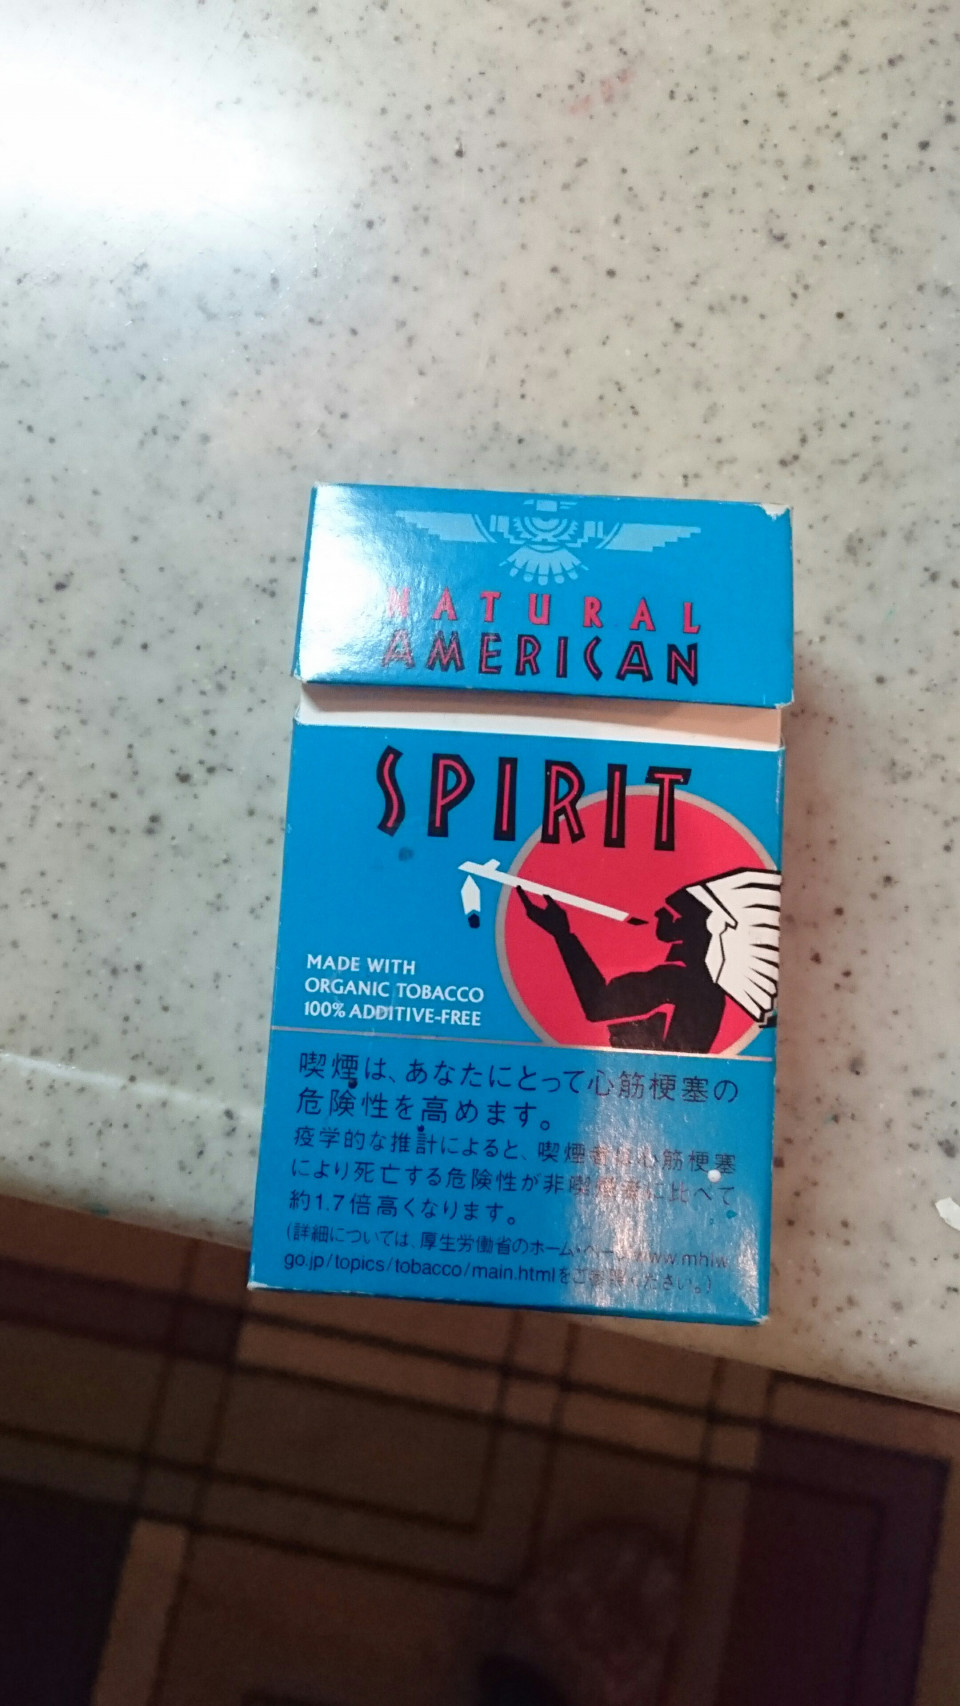 NATURAL
AMERICAN
SPIRIT
MADE WITH
ORGANIC TOBACCO
100% ADDITIVE-FREE
喫煙は、あなたにとって心筋梗塞の
危険性を高めます。
疫学的な推計によると、喫煙者は心筋梗塞
により死亡する危険性が非喫煙者に比べて
約1.7倍高くなります。
(詳細については、厚生労働省のホーム・ページ www.mhlw.
go.jp/topics/tobacco/main.htmlをご参照ください。)